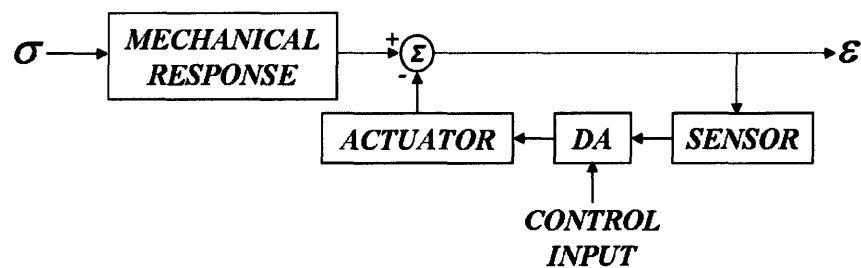 σ
MECHANICAL
RESPONSE
+
Σ
-
ε
ACTUATOR
DA
SENSOR
CONTROL
INPUT